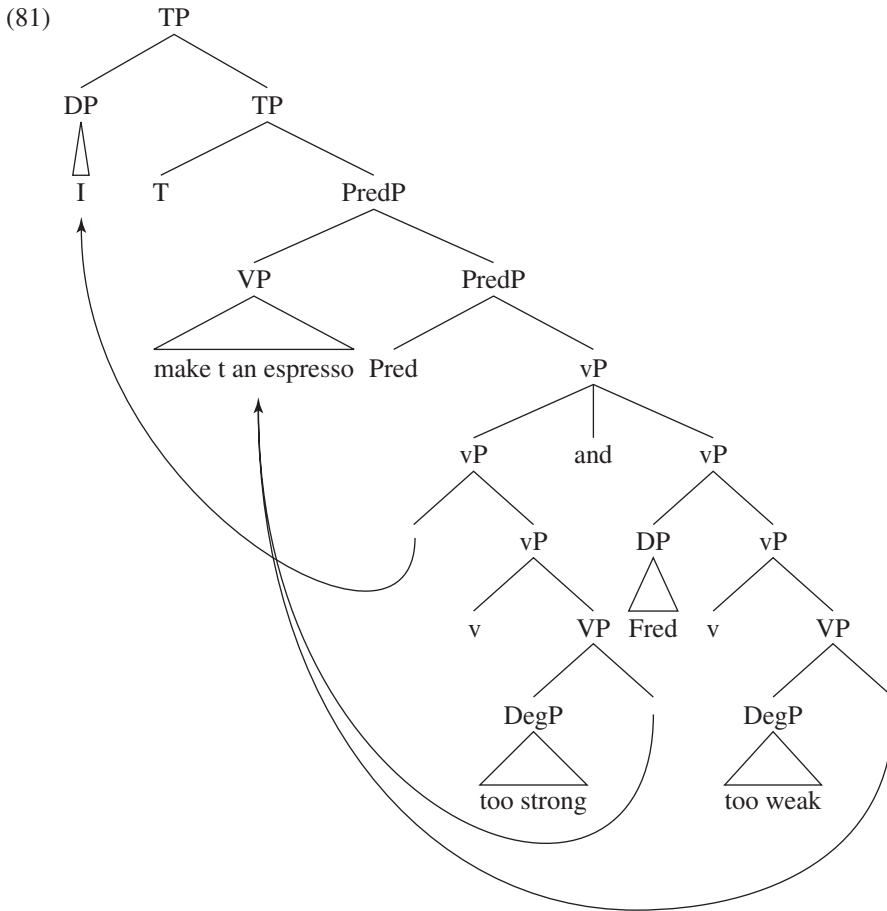 (81) TP
DP TP
I T PredP
VP PredP
make t an espresso Pred vP
vP and vP
vP DP vP
v VP Fred v VP
DegP DegP
too strong too weak